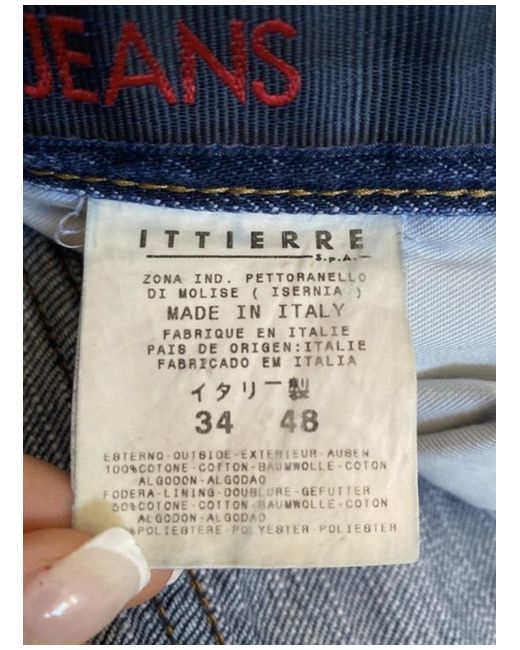 JEANS
ITTIERRE
S.p.A.
ZONA IND. PETTORANELLO
DI MOLISE ( ISERNIA )
MADE IN ITALY
FABRIQUE EN ITALIE
PAIS DE ORIGEN:ITALIE
FABRICADO EM ITALIA
イタリー製
34 48
ESTERNO-OUTSIDE-EXTERIEUR-AUßEN
100%COTONE-COTTON-BAUMWOLLE-COTON
ALGODON-ALGODAO
FODERA-LINING-DOUBLURE-GEFUTTER
50%COTONE-COTTON-BAUMWOLLE-COTON
ALGODON-ALGODAO
%POLIESTERE-POLYESTER-POLIESTER